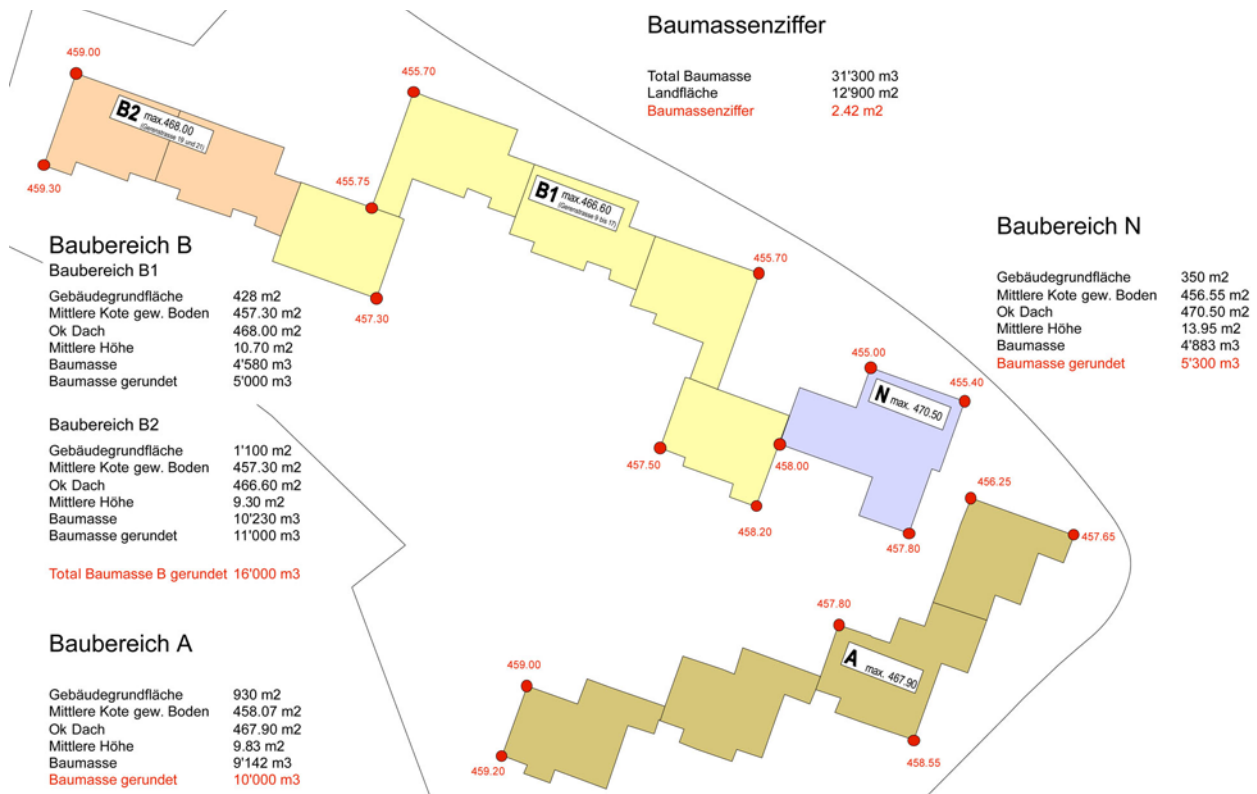 Baumassenziffer
Total Baumasse 31'300 m3
Landfläche 12'900 m2
Baumassenziffer 2.42 m2
459.00
455.70
B2 max.468.00
(Gerenstrasse 19 und 21)
459.30
455.75
B1 max.466.60
(Gerenstrasse 9 bis 17)
455.70
457.30
Baubereich B
Baubereich B1
Gebäudegrundfläche 428 m2
Mittlere Kote gew. Boden 457.30 m2
Ok Dach 468.00 m2
Mittlere Höhe 10.70 m2
Baumasse 4'580 m3
Baumasse gerundet 5'000 m3
Baubereich B2
Gebäudegrundfläche 1'100 m2
Mittlere Kote gew. Boden 457.30 m2
Ok Dach 466.60 m2
Mittlere Höhe 9.30 m2
Baumasse 10'230 m3
Baumasse gerundet 11'000 m3
Total Baumasse B gerundet 16'000 m3
Baubereich N
Gebäudegrundfläche 350 m2
Mittlere Kote gew. Boden 456.55 m2
Ok Dach 470.50 m2
Mittlere Höhe 13.95 m2
Baumasse 4'883 m3
Baumasse gerundet 5'300 m3
455.00
455.40
N max. 470.50
457.50
458.00
458.20
457.80
456.25
457.65
Baubereich A
Gebäudegrundfläche 930 m2
Mittlere Kote gew. Boden 458.07 m2
Ok Dach 467.90 m2
Mittlere Höhe 9.83 m2
Baumasse 9'142 m3
Baumasse gerundet 10'000 m3
457.80
A max. 467.90
459.00
459.20
458.55